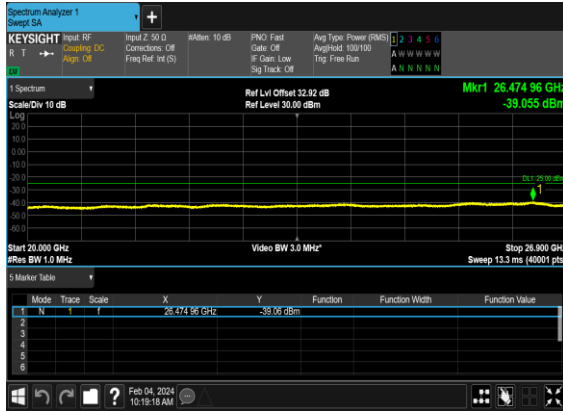 Spectrum Analyzer 1
Swept SA
+
KEYSIGHT Input: RF Input Z: 50 Ω #Atten: 10 dB PNO: Fast Avg Type: Power (RMS) 1 2 3 4 5 6
R T Coupling: DC Corrections: Off Gate: Off Avg|Hold: 100/100 A W W W W W
Align: Off Freq Ref: Int (S) IF Gain: Low Trig: Free Run
Sig Track: Off A N N N N N
LXI
1 Spectrum
Ref Lvl Offset 32.92 dB Mkr1 26.474 96 GHz
Scale/Div 10 dB Ref Level 30.00 dBm -39.055 dBm
Log
20.0
10.0
0.00
-10.0
-20.0
DL1 -25.00 dBm
-30.0
1
-40.0
-50.0
-60.0
Start 20.000 GHz Video BW 3.0 MHz* Stop 26.900 GHz
#Res BW 1.0 MHz Sweep 13.3 ms (40001 pts)
5 Marker Table
Mode Trace Scale X Y Function Function Width Function Value
1 N 1 f 26.474 96 GHz -39.06 dBm
2
3
4
5
6
? Feb 04, 2024
10:19:18 AM